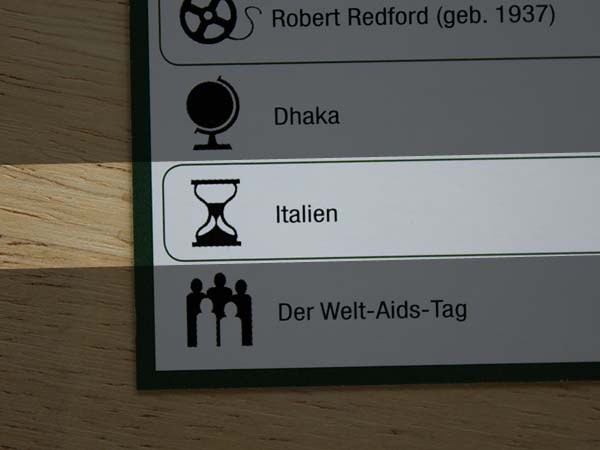 Robert Redford (geb. 1937)
Dhaka
Italien
Der Welt-Aids-Tag